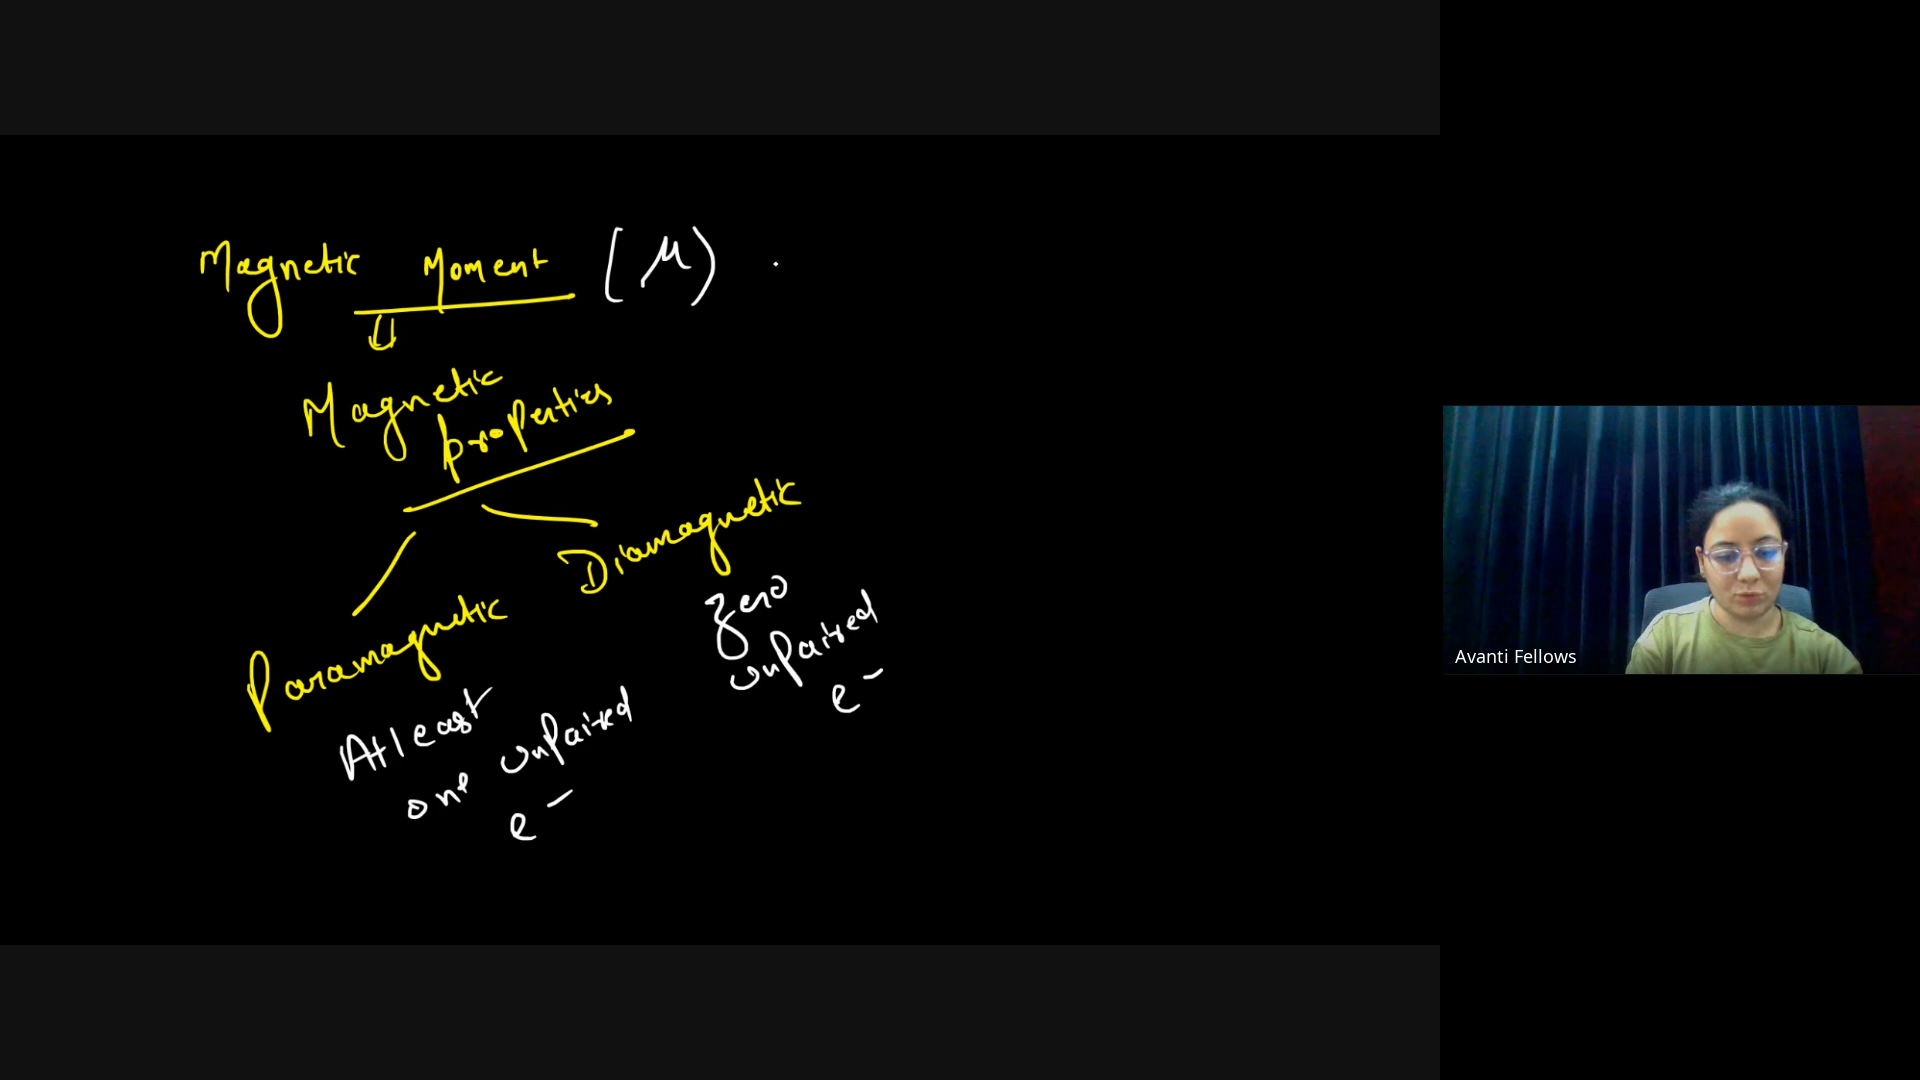 Magnetic Moment (μ) .
Magnetic
properties
Diamagnetic
zero
unpaired
e⁻
Paramagnetic
Atleast
one unpaired
e⁻
Avanti Fellows